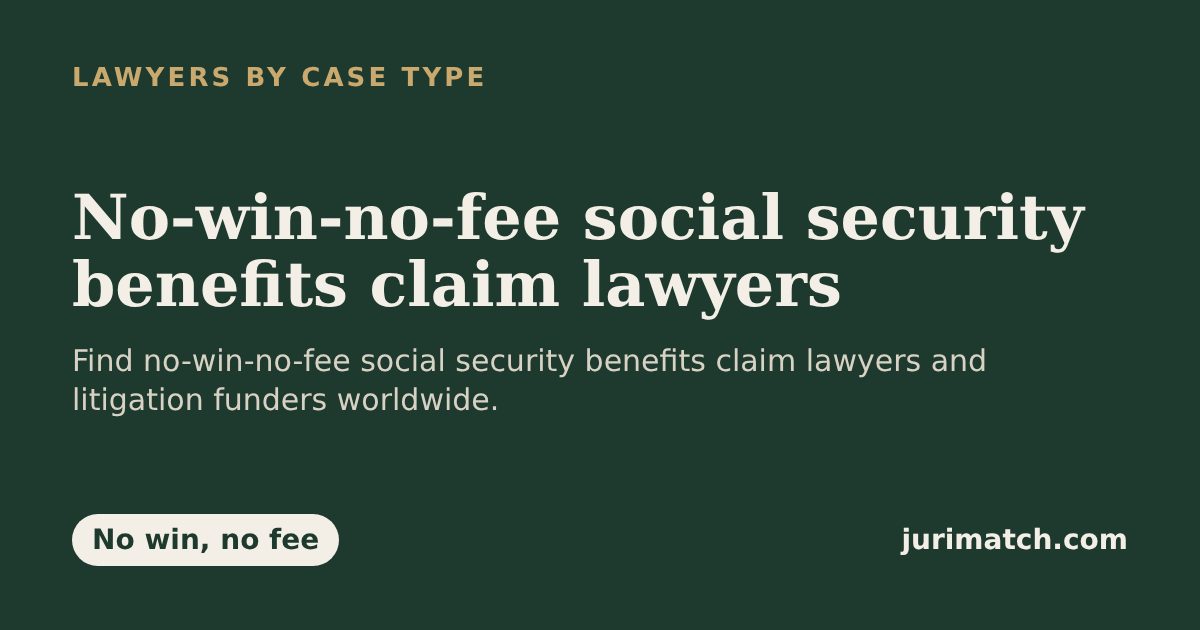 LAWYERS BY CASE TYPE
No-win-no-fee social security
benefits claim lawyers
Find no-win-no-fee social security benefits claim lawyers and
litigation funders worldwide.
No win, no fee
jurimatch.com